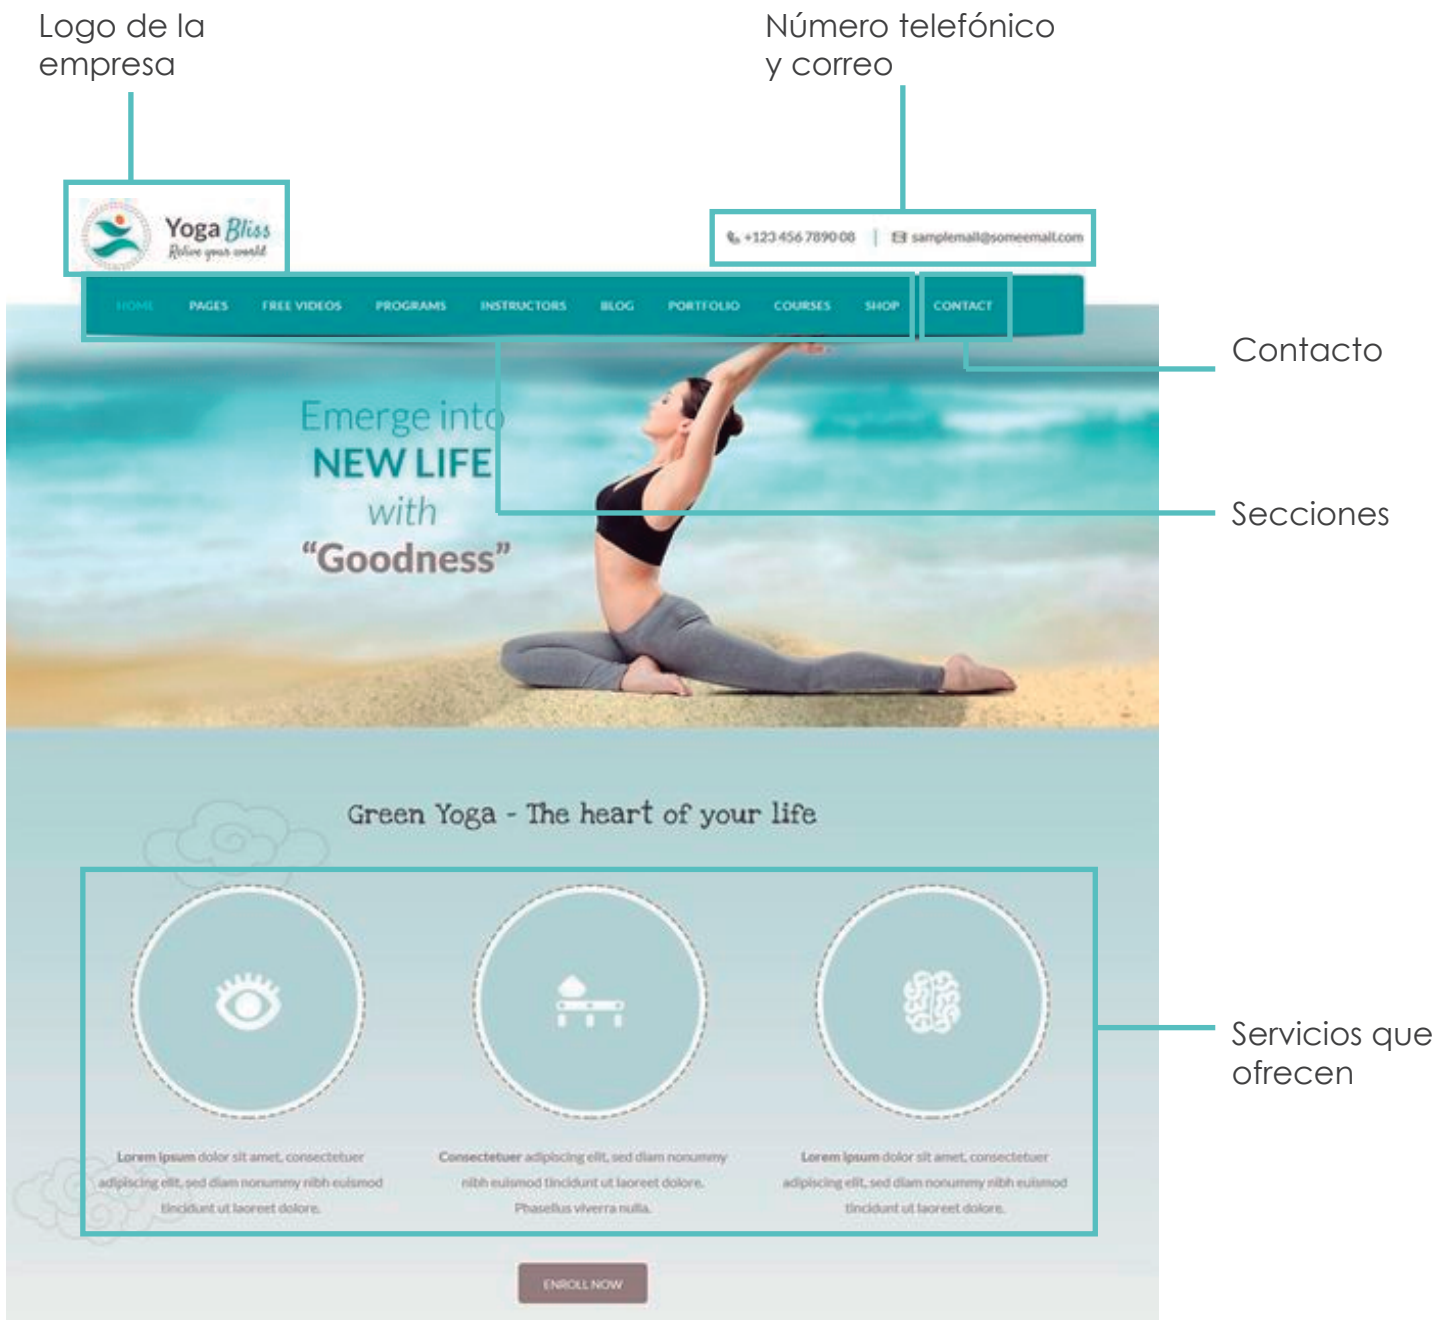 Logo de la
empresa
Número telefónico
y correo
Yoga Bliss
Relive your world
+123 456 7890 08 | samplemail@someemail.com
HOME PAGES FREE VIDEOS PROGRAMS INSTRUCTORS BLOG PORTFOLIO COURSES SHOP CONTACT
Contacto
Emerge into
NEW LIFE
with
“Goodness”
Secciones
Green Yoga - The heart of your life
Servicios que
ofrecen
Lorem ipsum dolor sit amet, consectetuer
adipiscing elit, sed diam nonummy nibh euismod
tincidunt ut laoreet dolore.
Consectetuer adipiscing elit, sed diam nonummy
nibh euismod tincidunt ut laoreet dolore.
Phasellus viverra nulla.
Lorem ipsum dolor sit amet, consectetuer
adipiscing elit, sed diam nonummy nibh euismod
tincidunt ut laoreet dolore.
ENROLL NOW